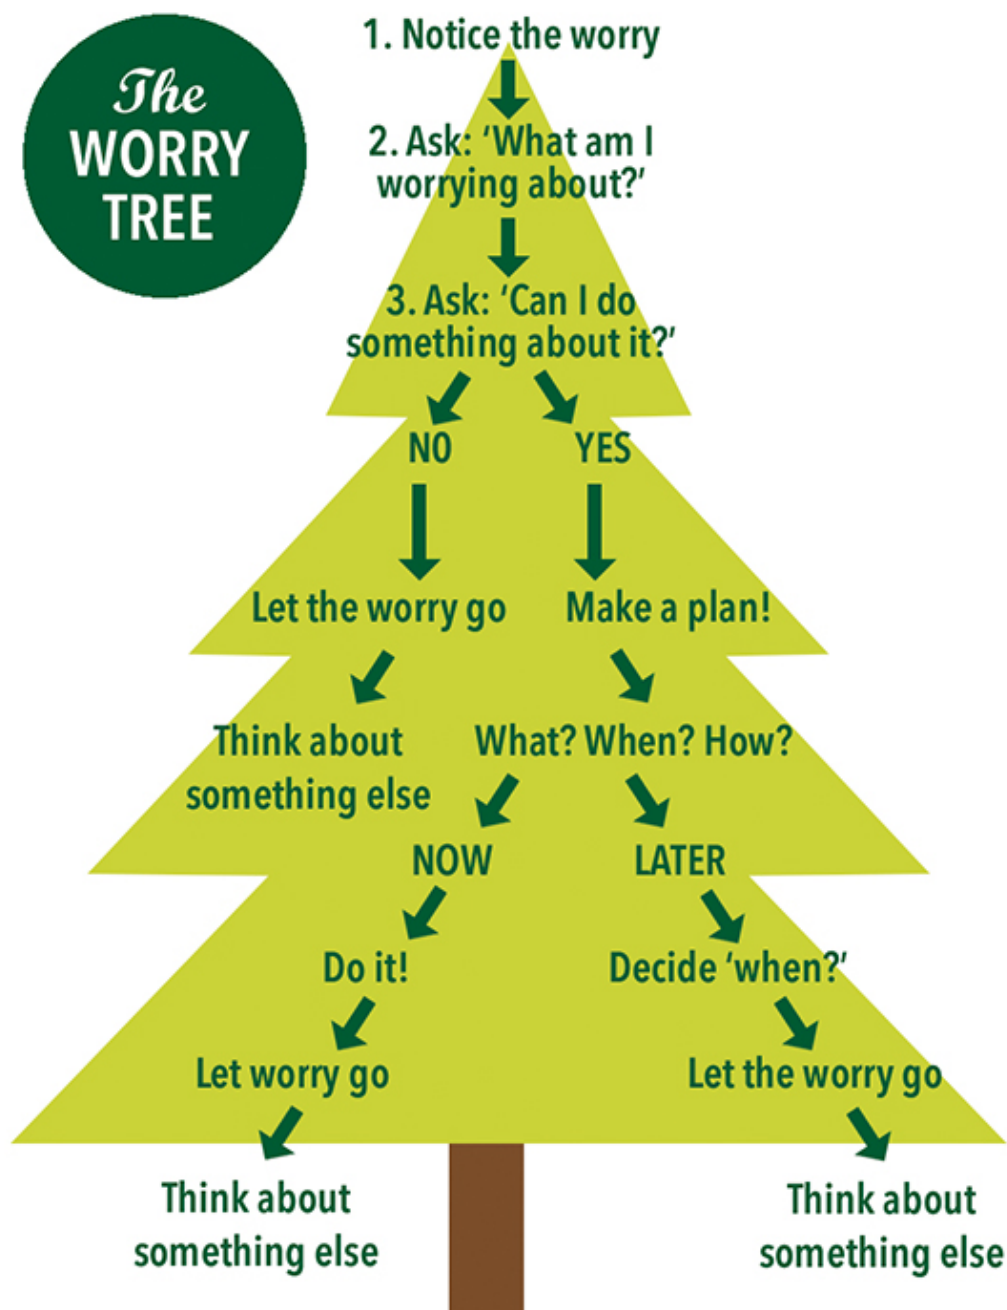 The
WORRY
TREE
1. Notice the worry
2. Ask: ‘What am I
worrying about?’
3. Ask: ‘Can I do
something about it?’
NO
YES
Let the worry go
Make a plan!
Think about
something else
What? When? How?
NOW
LATER
Do it!
Decide ‘when?’
Let worry go
Let the worry go
Think about
something else
Think about
something else